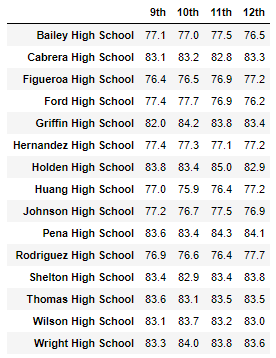 9th 10th 11th 12th
Bailey High School 77.1 77.0 77.5 76.5
Cabrera High School 83.1 83.2 82.8 83.3
Figueroa High School 76.4 76.5 76.9 77.2
Ford High School 77.4 77.7 76.9 76.2
Griffin High School 82.0 84.2 83.8 83.4
Hernandez High School 77.4 77.3 77.1 77.2
Holden High School 83.8 83.4 85.0 82.9
Huang High School 77.0 75.9 76.4 77.2
Johnson High School 77.2 76.7 77.5 76.9
Pena High School 83.6 83.4 84.3 84.1
Rodriguez High School 76.9 76.6 76.4 77.7
Shelton High School 83.4 82.9 83.4 83.8
Thomas High School 83.6 83.1 83.5 83.5
Wilson High School 83.1 83.7 83.2 83.0
Wright High School 83.3 84.0 83.8 83.6